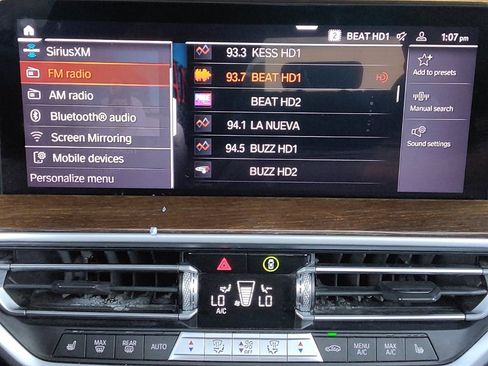 BEAT HD1 1:07 pm
SiriusXM
FM radio
AM radio
Bluetooth® audio
Screen Mirroring
Mobile devices
Personalize menu
93.3 KESS HD1
93.7 BEAT HD1 HD
BEAT HD2
94.1 LA NUEVA
94.5 BUZZ HD1
BUZZ HD2
Add to presets
Manual search
Sound settings
LO LO
A/C
MAX
REAR
AUTO
OFF
MENU
A/C
MAX
A/C